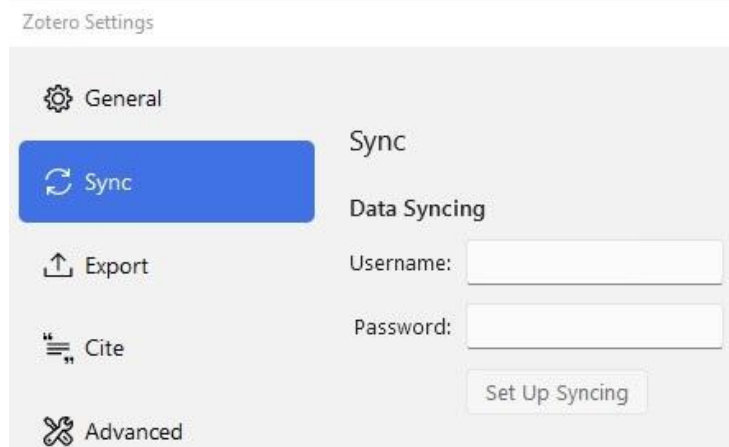 Zotero Settings
General
Sync
Export
Cite
Advanced
Sync
Data Syncing
Username:
Password:
Set Up Syncing